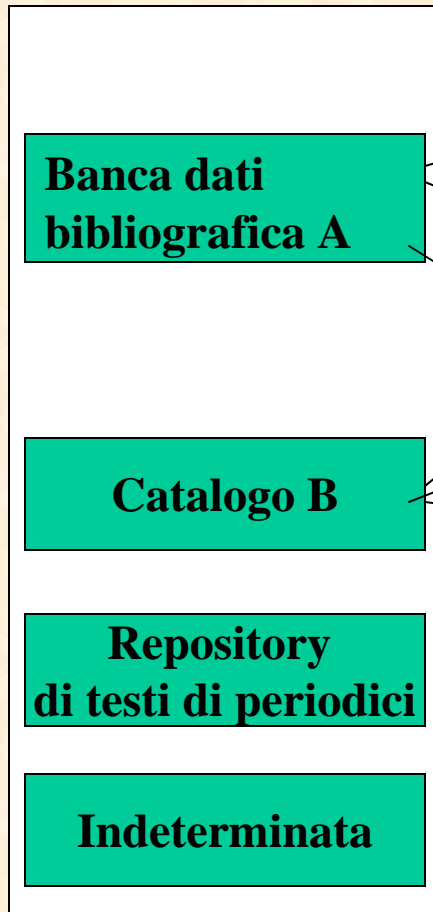 Banca dati
bibliografica A
Catalogo B
Repository
di testi di periodici
Indeterminata